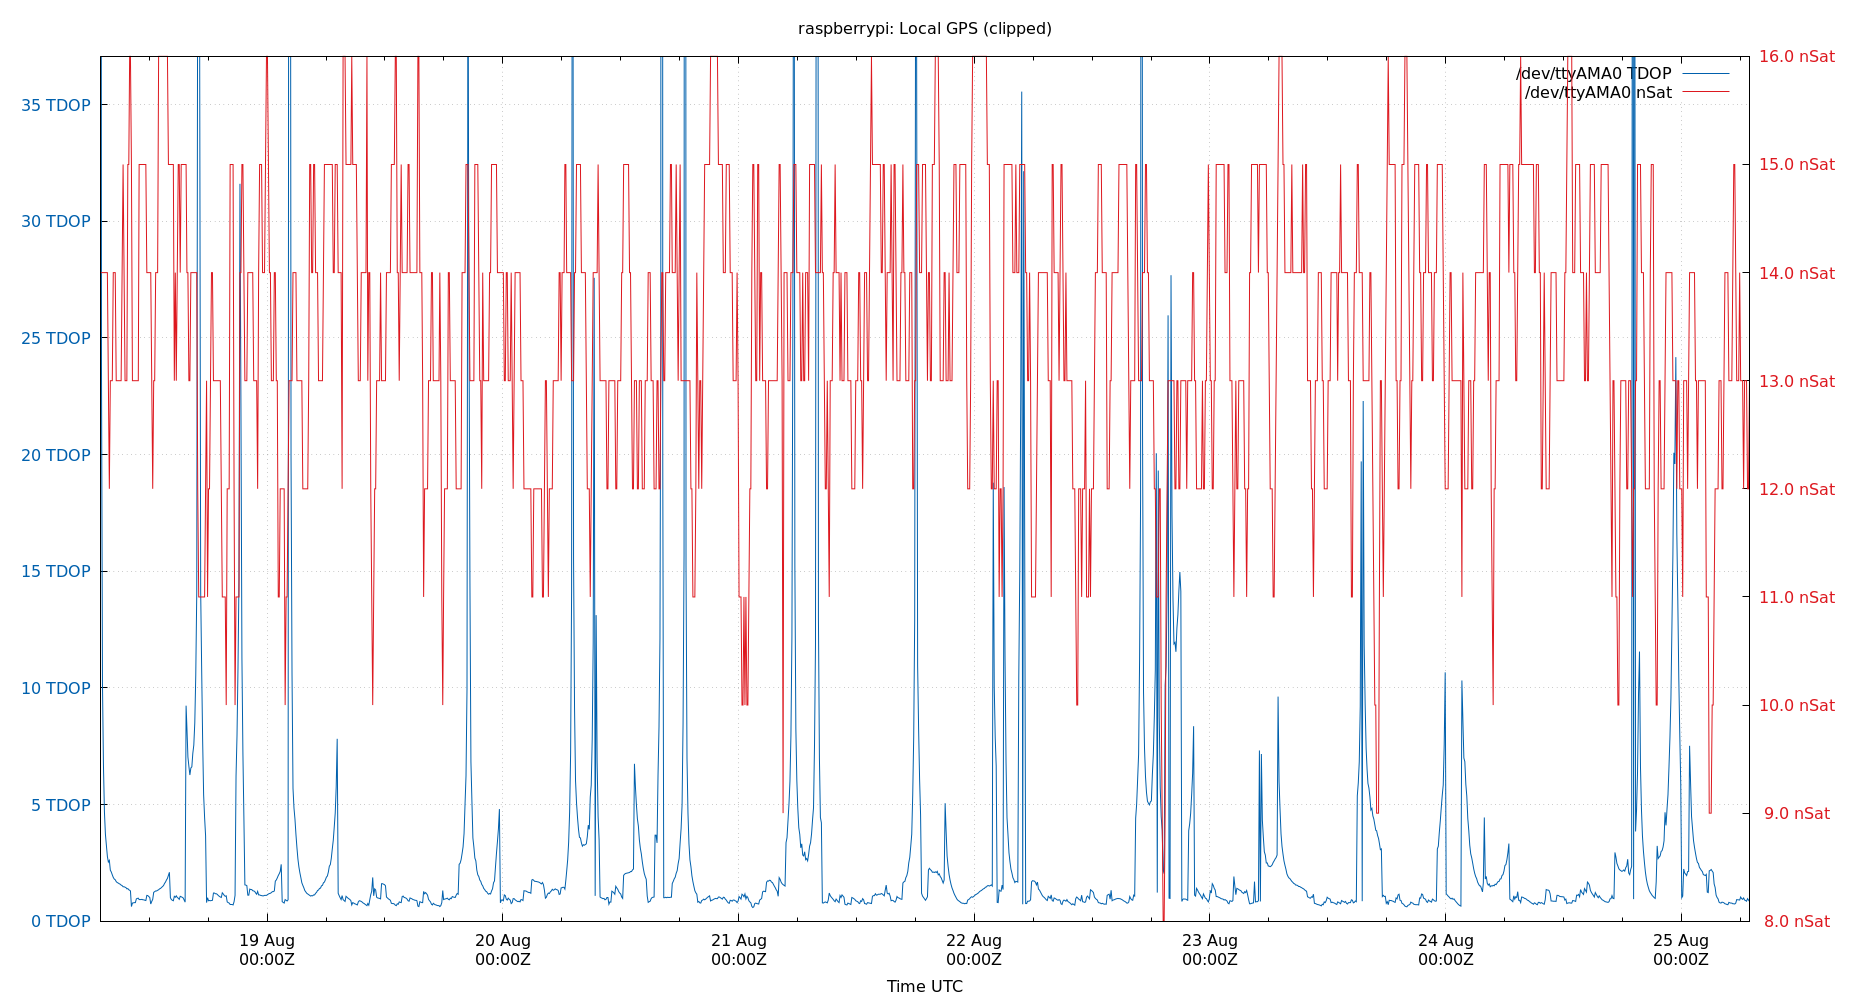 raspberrypi: Local GPS (clipped)
/dev/ttyAMA0 TDOP
/dev/ttyAMA0 nSat
35 TDOP
30 TDOP
25 TDOP
20 TDOP
15 TDOP
10 TDOP
5 TDOP
0 TDOP
16.0 nSat
15.0 nSat
14.0 nSat
13.0 nSat
12.0 nSat
11.0 nSat
10.0 nSat
9.0 nSat
8.0 nSat
19 Aug
00:00Z
20 Aug
00:00Z
21 Aug
00:00Z
22 Aug
00:00Z
23 Aug
00:00Z
24 Aug
00:00Z
25 Aug
00:00Z
Time UTC